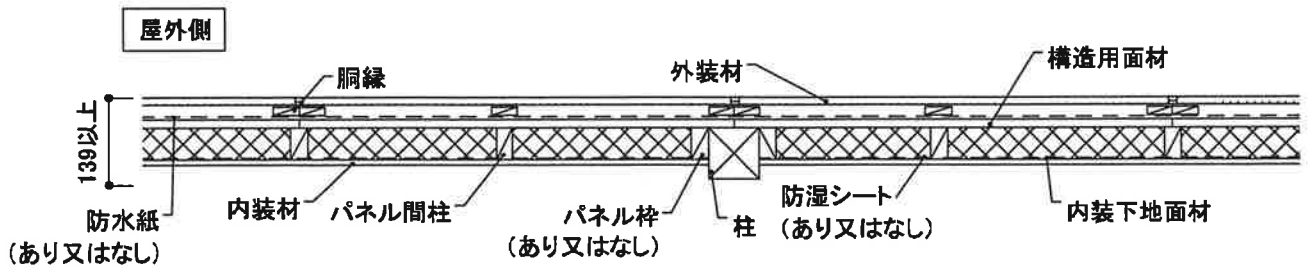 屋外側
胴縁
外装材
構造用面材
139以上
防水紙
(あり又はなし)
内装材
パネル間柱
パネル枠
(あり又はなし)
柱
防湿シート
(あり又はなし)
内装下地面材